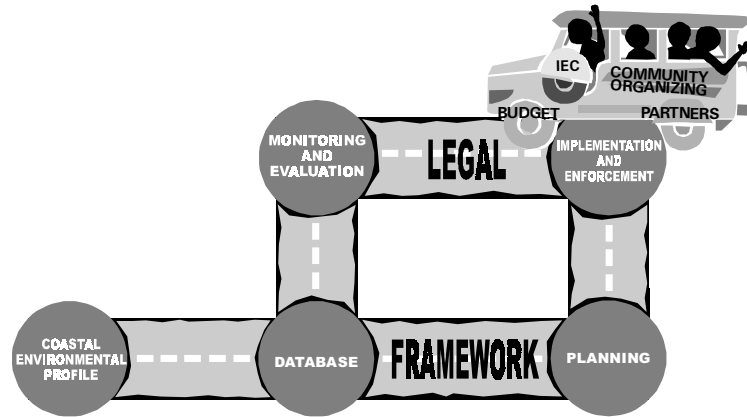 IEC
COMMUNITY
ORGANIZING
BUDGET
PARTNERS
MONITORING
AND
EVALUATION
LEGAL
IMPLEMENTATION
AND
ENFORCEMENT
COASTAL
ENVIRONMENTAL
PROFILE
DATABASE
FRAMEWORK
PLANNING